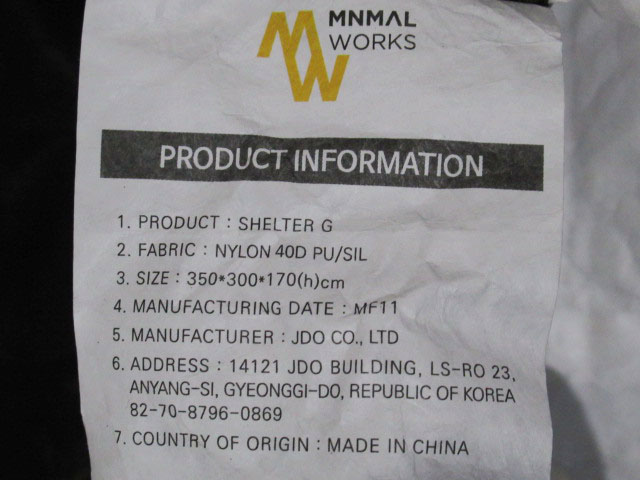 MNMAL
WORKS
MW
PRODUCT INFORMATION
1. PRODUCT : SHELTER G
2. FABRIC : NYLON 40D PU/SIL
3. SIZE : 350*300*170(h)cm
4. MANUFACTURING DATE : MF11
5. MANUFACTURER : JDO CO., LTD
6. ADDRESS : 14121 JDO BUILDING, LS-RO 23,
ANYANG-SI, GYEONGGI-DO, REPUBLIC OF KOREA
82-70-8796-0869
7. COUNTRY OF ORIGIN : MADE IN CHINA